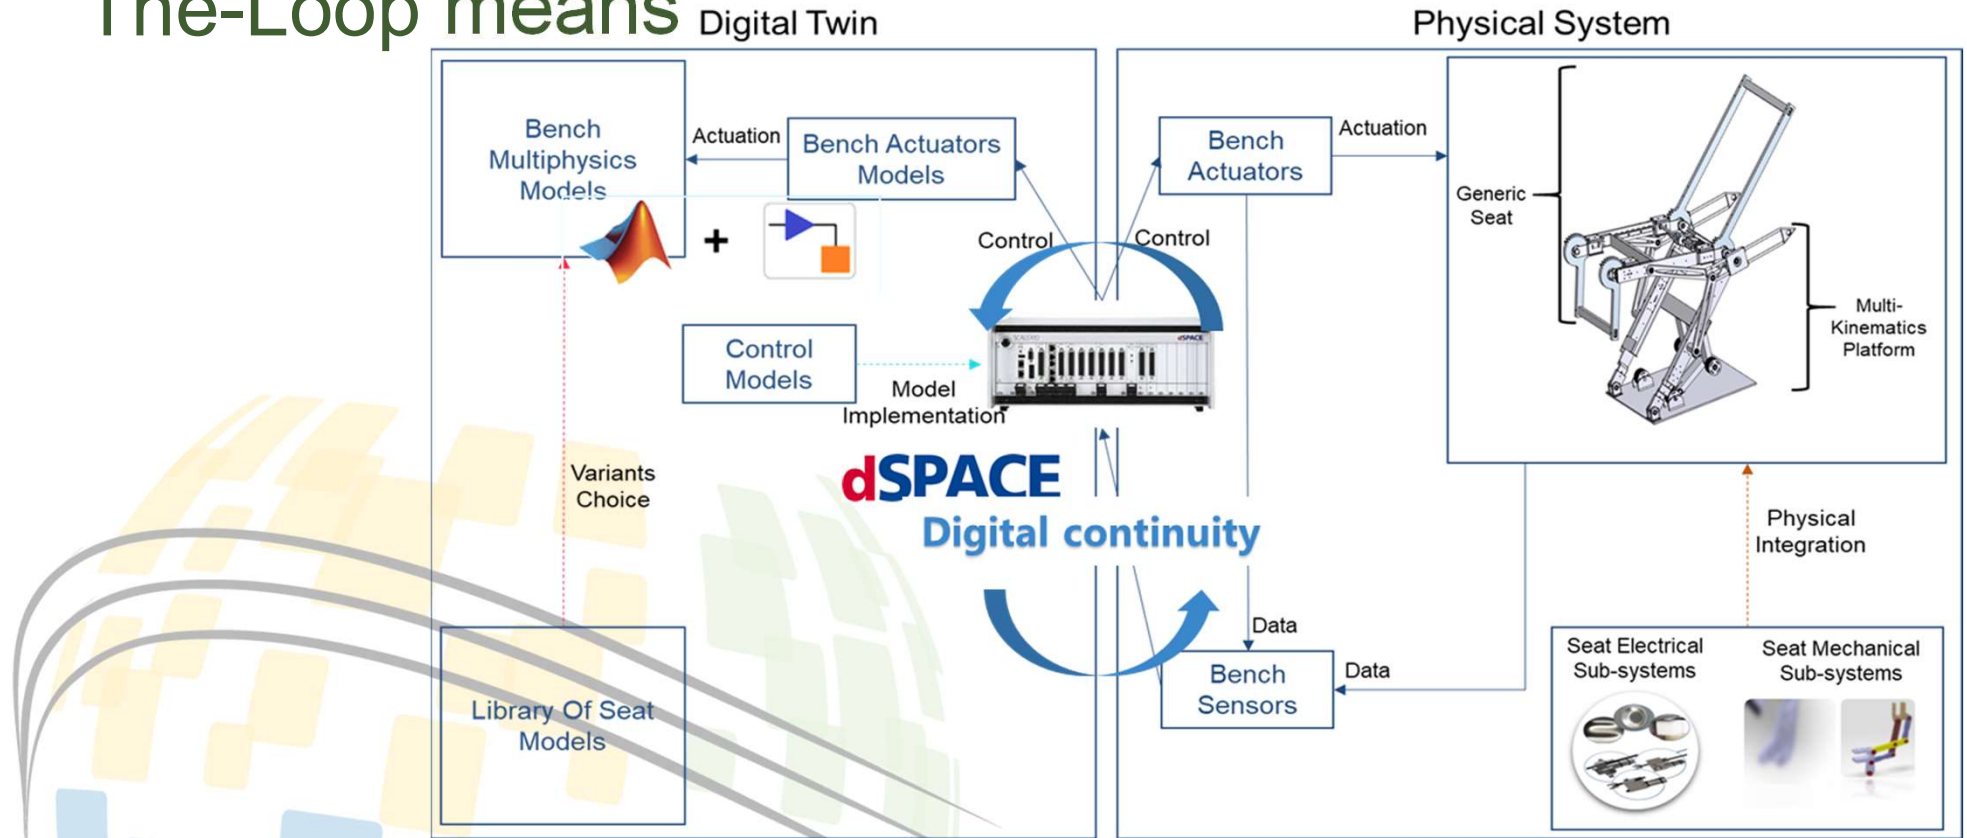 The-Loop means
Digital Twin
Physical System
Bench
Multiphysics
Models
Actuation
Bench Actuators
Models
Bench
Actuators
Actuation
Generic
Seat
Multi-
Kinematics
Platform
+
Control
Control
dSPACE
Control
Models
Model
Implementation
Variants
Choice
dSPACE
Digital continuity
Physical
Integration
Data
Bench
Sensors
Data
Library Of Seat
Models
Seat Electrical
Sub-systems
Seat Mechanical
Sub-systems